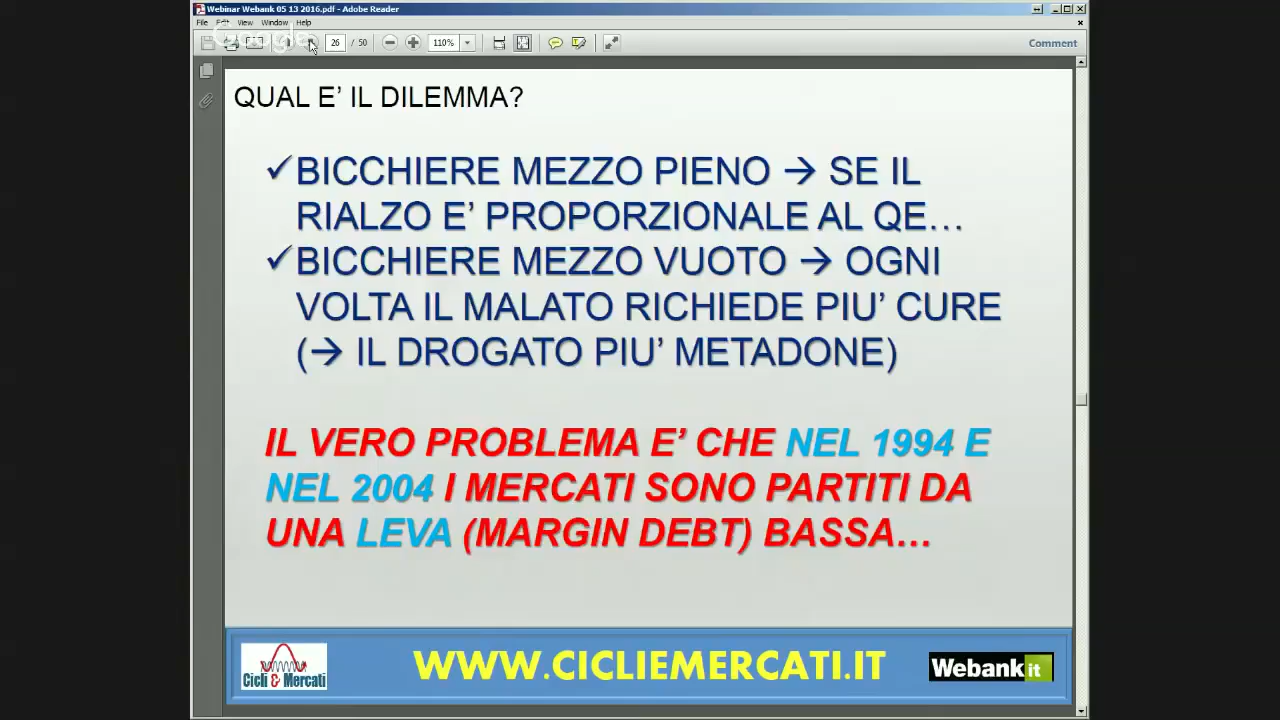 Webinar Webank 05 13 2016.pdf - Adobe Reader
File Edit View Window Help
Google
26 / 50
110%
Comment
QUAL E' IL DILEMMA?
✓BICCHIERE MEZZO PIENO → SE IL
RIALZO E' PROPORZIONALE AL QE…
✓BICCHIERE MEZZO VUOTO → OGNI
VOLTA IL MALATO RICHIEDE PIU' CURE
(→ IL DROGATO PIU' METADONE)
IL VERO PROBLEMA E' CHE NEL 1994 E
NEL 2004 I MERCATI SONO PARTITI DA
UNA LEVA (MARGIN DEBT) BASSA…
Cicli & Mercati
WWW.CICLIEMERCATI.IT
Webank it